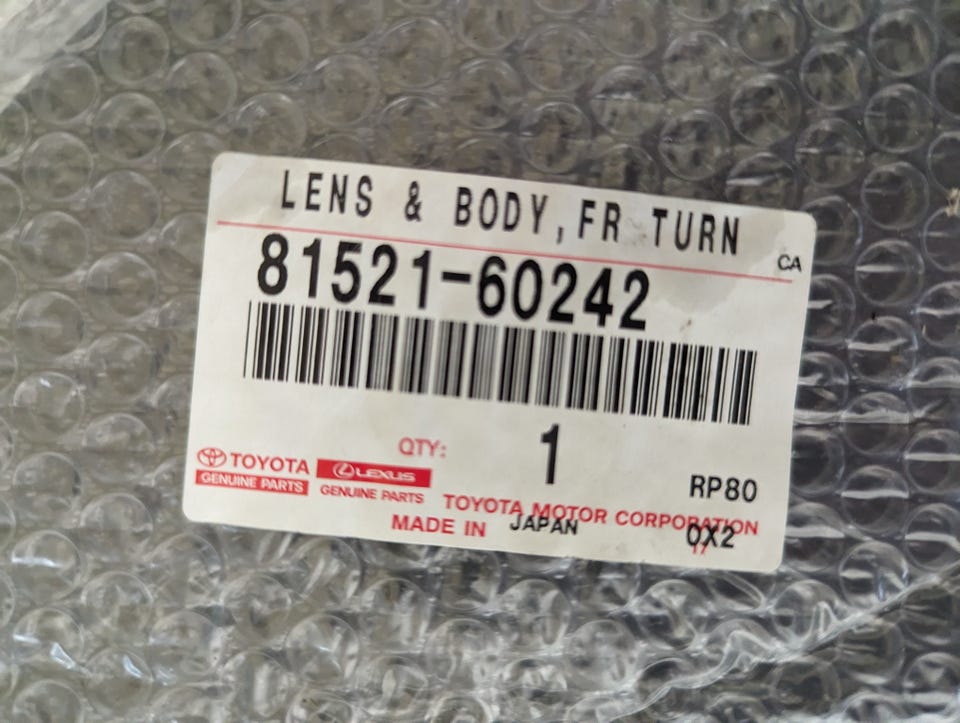 LENS & BODY, FR TURN
CA
81521-60242
QTY: 1
TOYOTA LEXUS
GENUINE PARTS GENUINE PARTS
RP80
TOYOTA MOTOR CORPORATION
MADE IN JAPAN 0X2
17